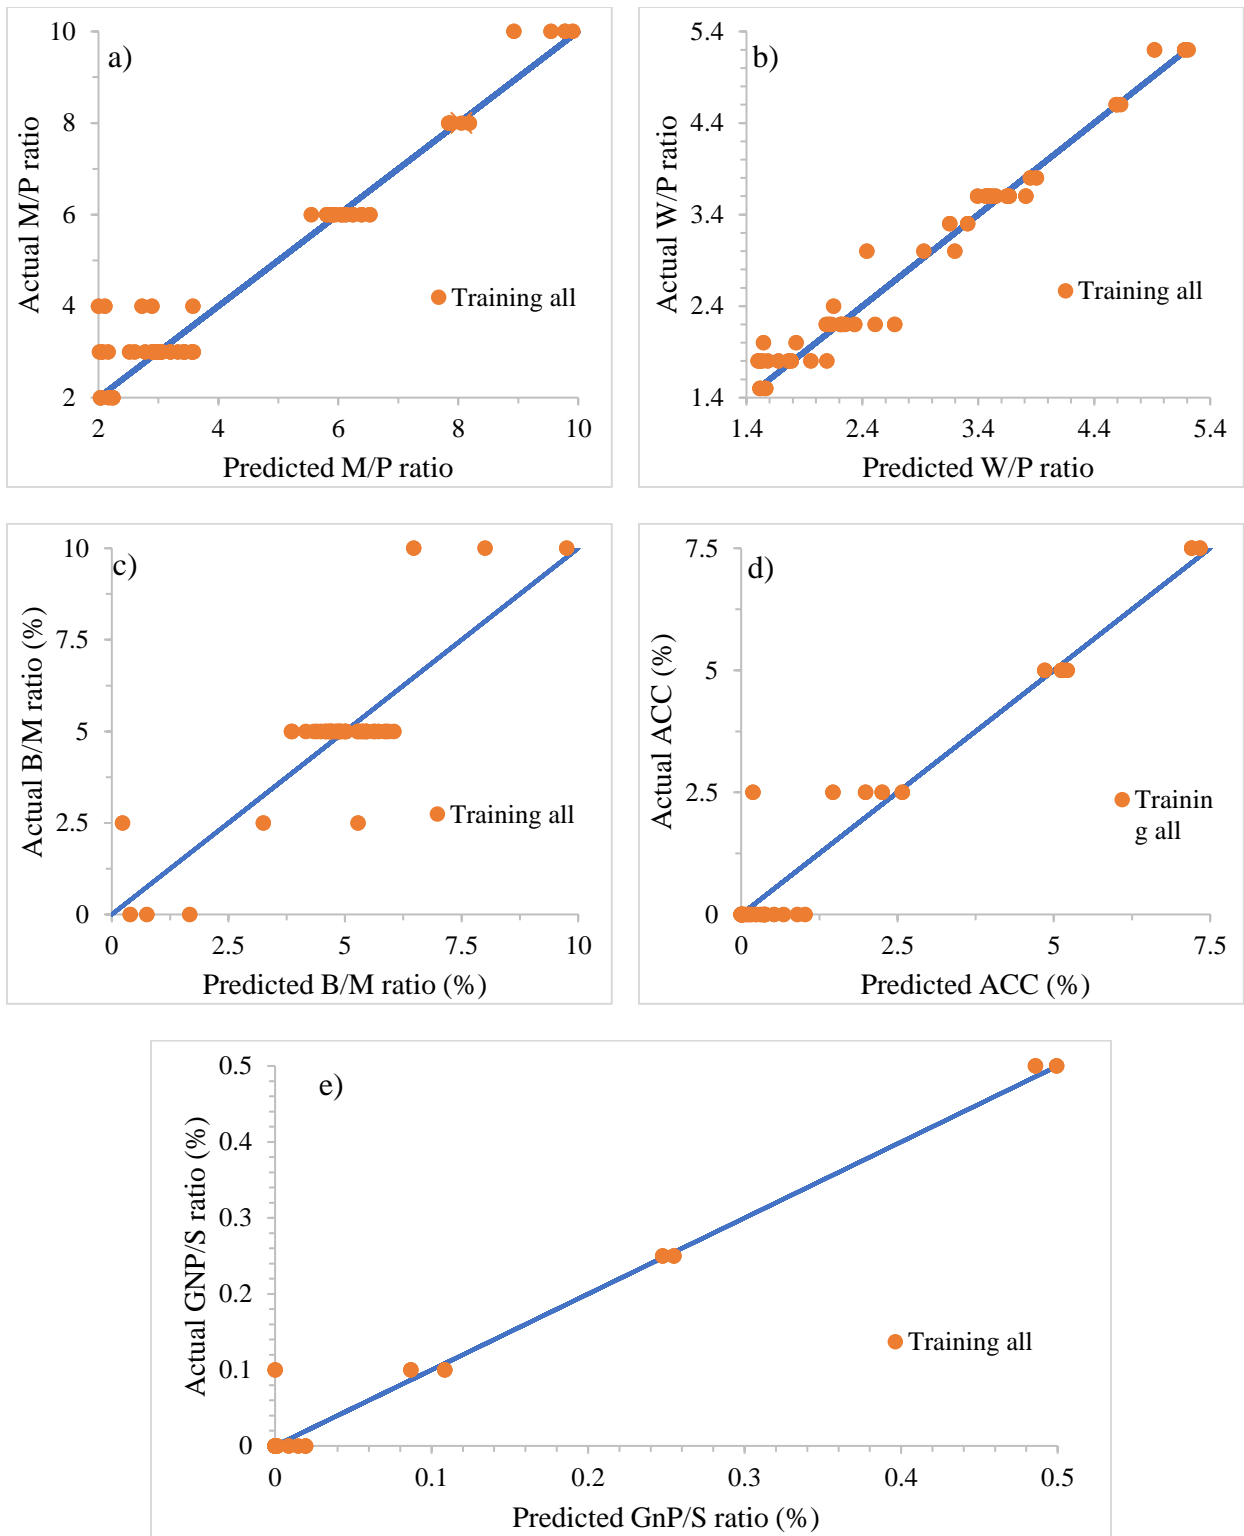 a)
10
8
6
4
2
Actual M/P ratio
Training all
2 4 6 8 10
Predicted M/P ratio
b)
5.4
4.4
3.4
2.4
1.4
Actual W/P ratio
Training all
1.4 2.4 3.4 4.4 5.4
Predicted W/P ratio
c)
10
7.5
5
2.5
0
Actual B/M ratio (%)
Training all
0 2.5 5 7.5 10
Predicted B/M ratio (%)
d)
7.5
5
2.5
0
Actual ACC (%)
Trainin
g all
0 2.5 5 7.5
Predicted ACC (%)
e)
0.5
0.4
0.3
0.2
0.1
0
Actual GNP/S ratio (%)
Training all
0 0.1 0.2 0.3 0.4 0.5
Predicted GnP/S ratio (%)